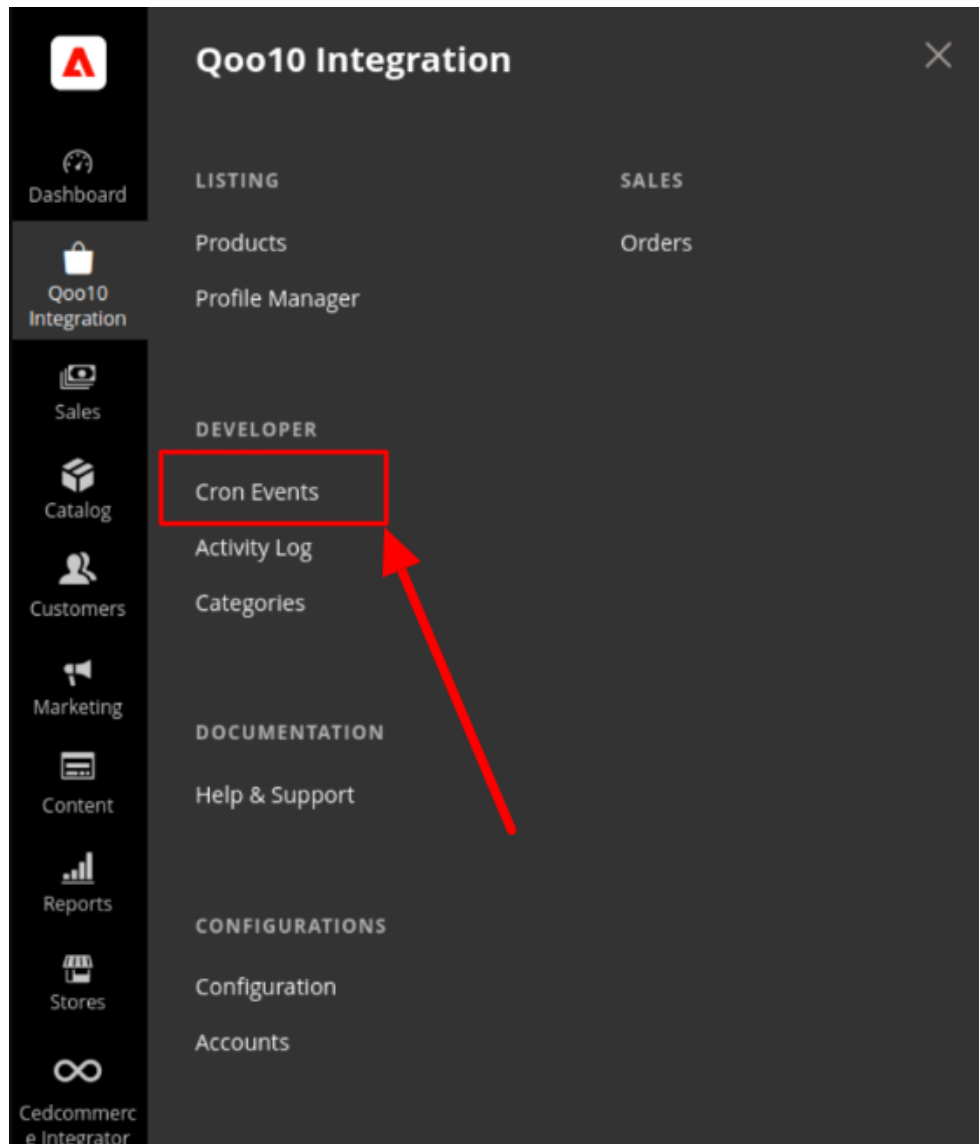 Qoo10 Integration
Dashboard
Qoo10
Integration
Sales
Catalog
Customers
Marketing
Content
Reports
Stores
Cedcommerc
e Integrator
LISTING
Products
Profile Manager
SALES
Orders
DEVELOPER
Cron Events
Activity Log
Categories
DOCUMENTATION
Help & Support
CONFIGURATIONS
Configuration
Accounts